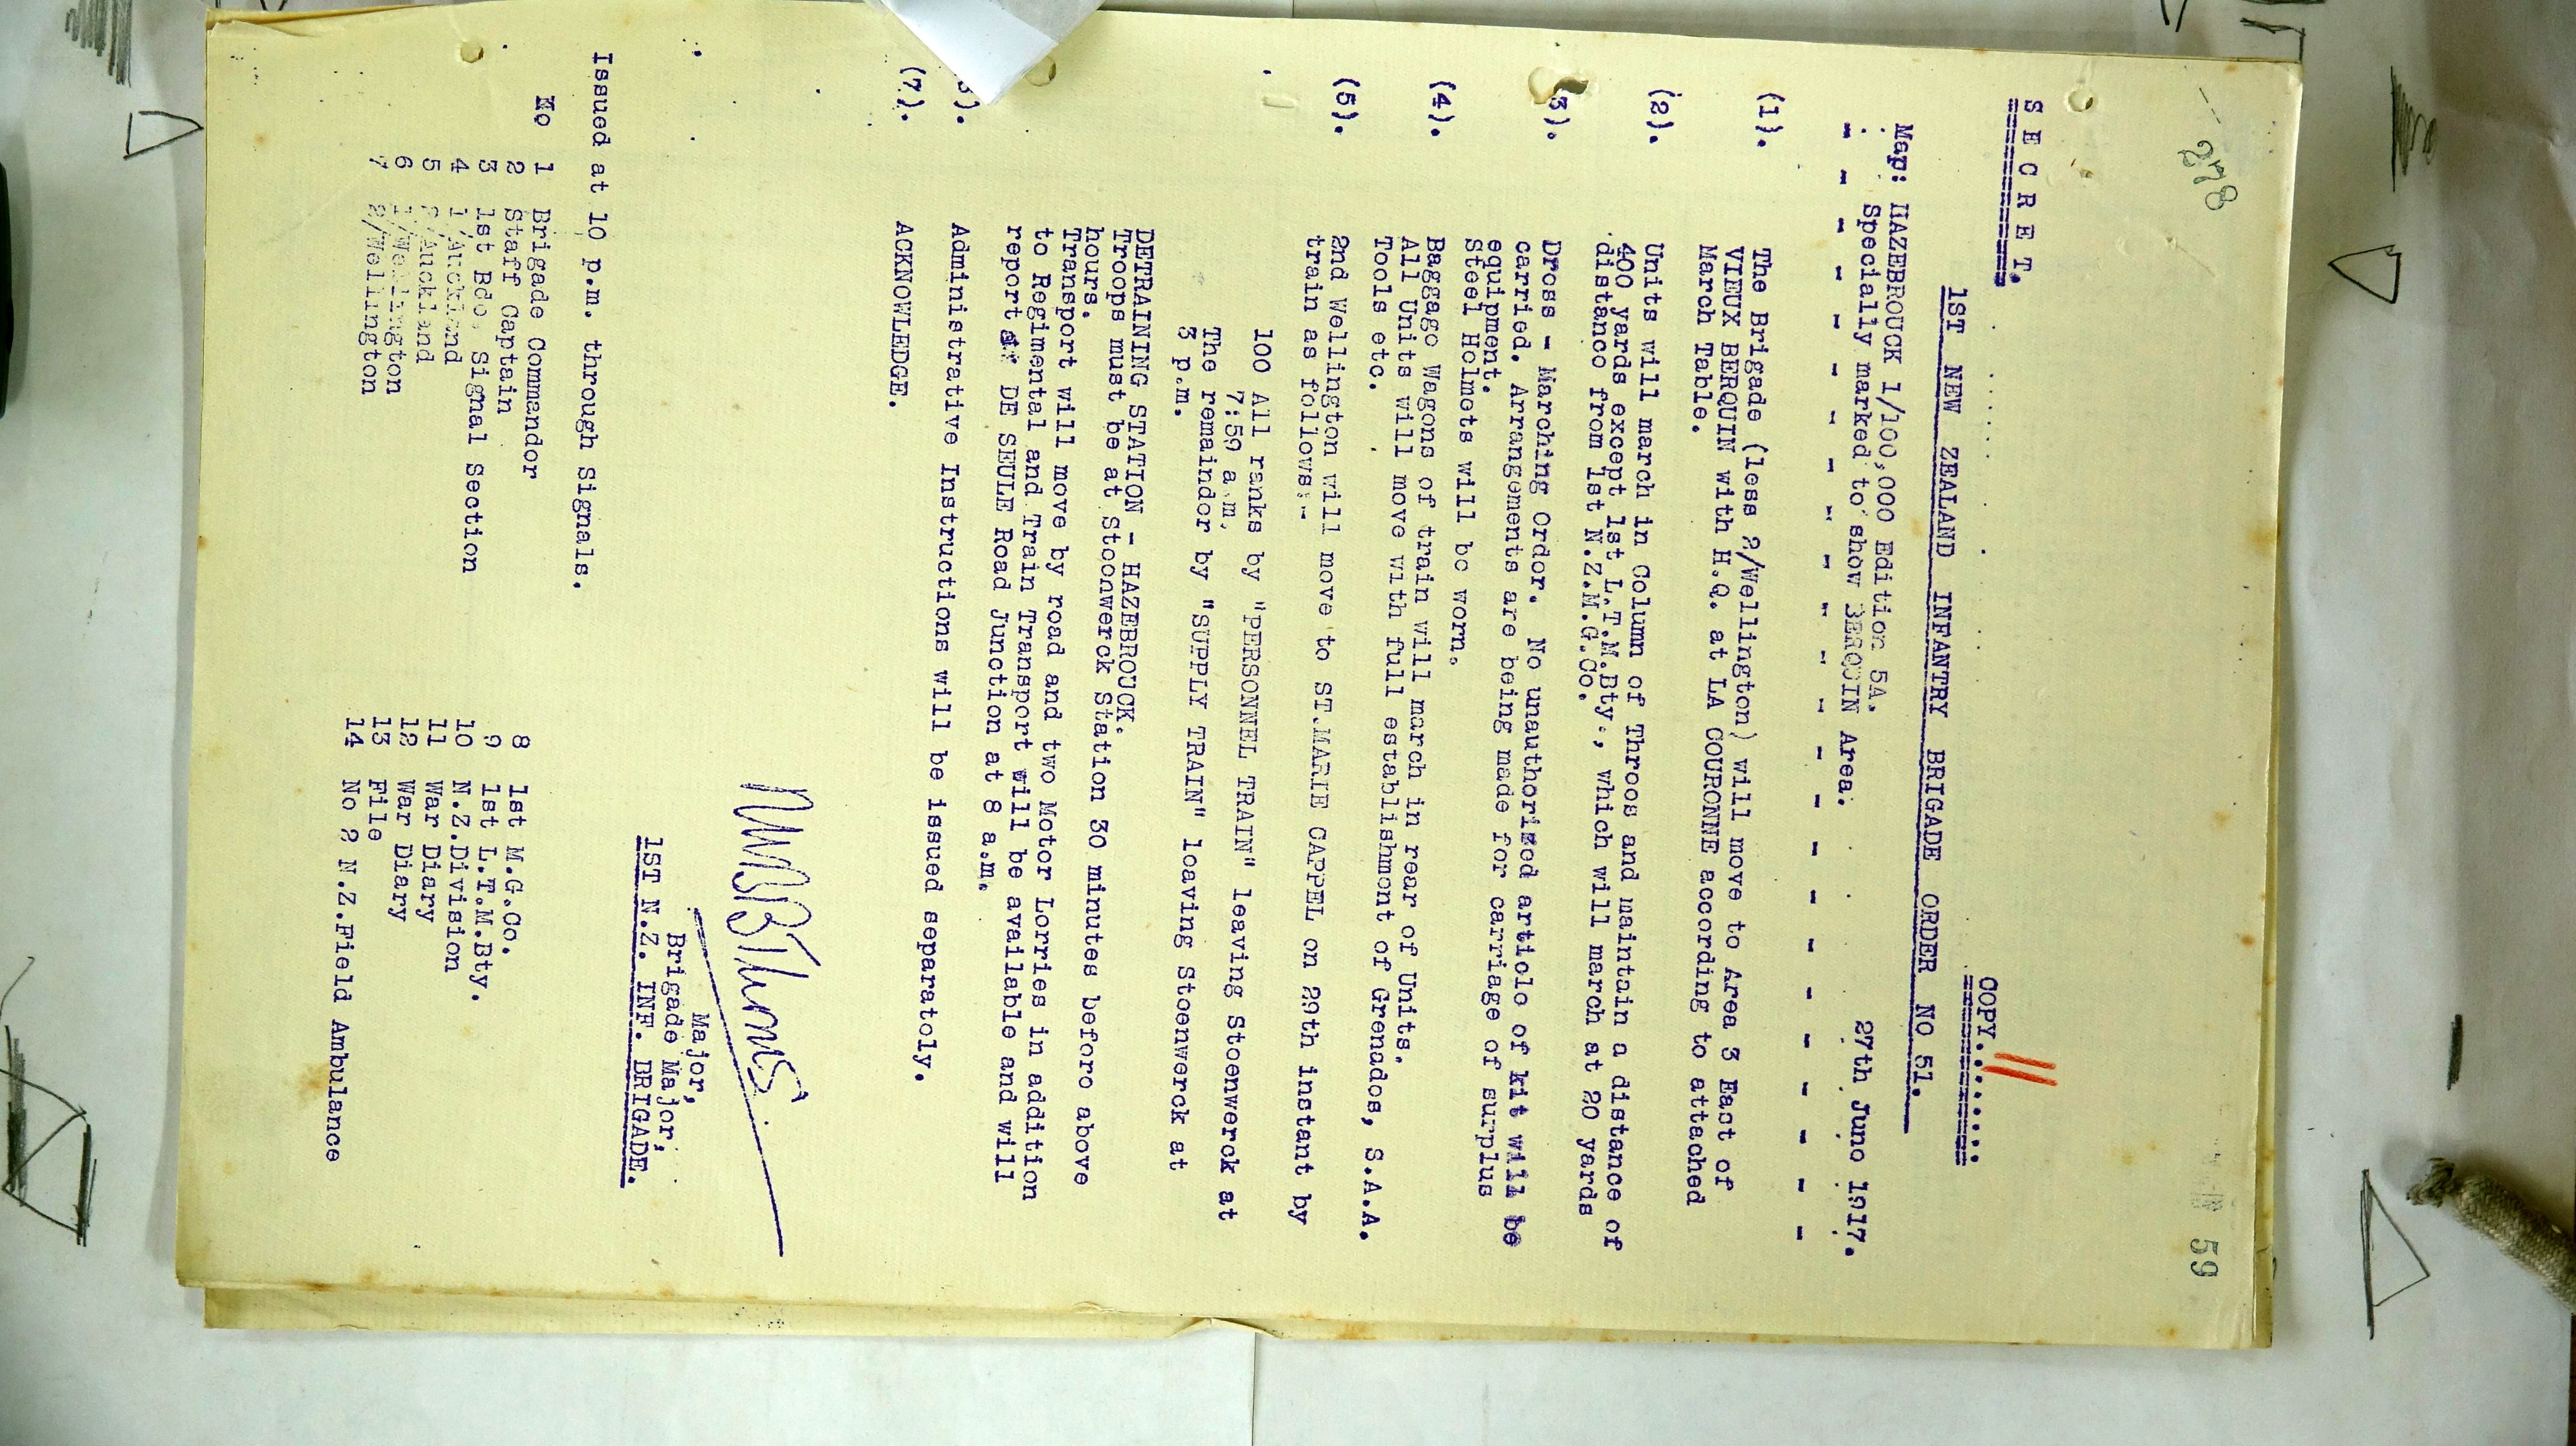 278
59
S E C R E T.
COPY........
11
1ST NEW ZEALAND INFANTRY BRIGADE ORDER NO 51.
27th June 1917.
Map: HAZEBROUCK 1/100,000 Edition 5A.
Specially marked to show BERQUIN Area.
(1). The Brigade (less 2/Wellington) will move to Area 3 East of
VIEUX BERQUIN with H.Q. at LA COURONNE according to attached
March Table.
(2). Units will march in Column of Threes and maintain a distance of
400 yards except 1st L.T.M.Bty., which will march at 20 yards
distance from 1st N.Z.M.G.Co.
(3). Dress - Marching Order. No unauthorized article of kit will be
carried. Arrangements are being made for carriage of surplus
equipment.
Steel Helmets will be worn.
(4). Baggage Wagons of train will march in rear of Units.
All Units will move with full establishment of Grenades, S.A.A.
Tools etc.
(5). 2nd Wellington will move to ST.MARIE CAPPEL on 29th instant by
train as follows:-
100 All ranks by "PERSONNEL TRAIN" leaving Steenwerck at
7:59 a.m.
The remainder by "SUPPLY TRAIN" leaving Steenwerck at
3 p.m.
DETRAINING STATION - HAZEBROUCK.
Troops must be at Steenwerck Station 30 minutes before above
hours.
Transport will move by road and two Motor Lorries in addition
to Regimental and Train Transport will be available and will
report at DE SEULE Road Junction at 8 a.m.
). Administrative Instructions will be issued separately.
(7). ACKNOWLEDGE.
Major,
Brigade Major,
1ST N.Z. INF. BRIGADE.
Issued at 10 p.m. through Signals.
No 1 Brigade Commander
2 Staff Captain
3 1st Bde. Signal Section
4 1/Auckland
5 2/Auckland
6 1/Wellington
7 2/Wellington
8 1st M.G.Co.
9 1st L.T.M.Bty.
10 N.Z.Division
11 War Diary
12 War Diary
13 File
14 No 2 N.Z.Field Ambulance